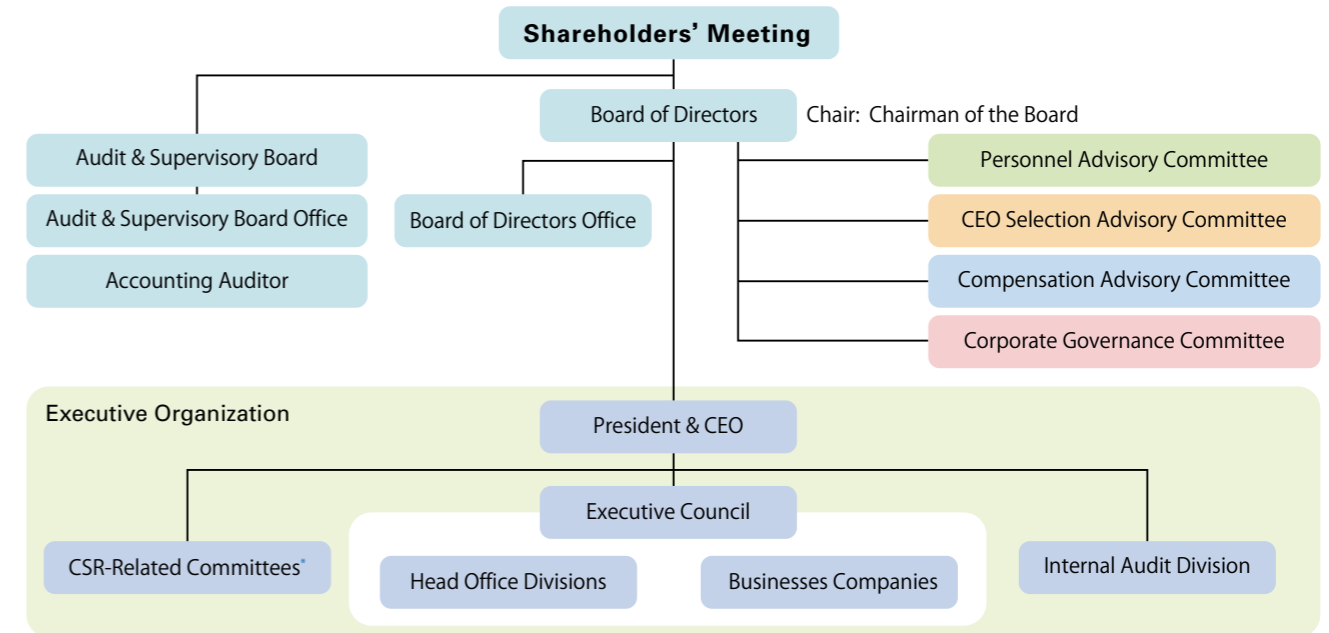 Shareholders’ Meeting
Board of Directors
Chair: Chairman of the Board
Audit & Supervisory Board
Personnel Advisory Committee
Audit & Supervisory Board Office
Board of Directors Office
CEO Selection Advisory Committee
Accounting Auditor
Compensation Advisory Committee
Corporate Governance Committee
Executive Organization
President & CEO
Executive Council
CSR-Related Committees*
Head Office Divisions
Businesses Companies
Internal Audit Division